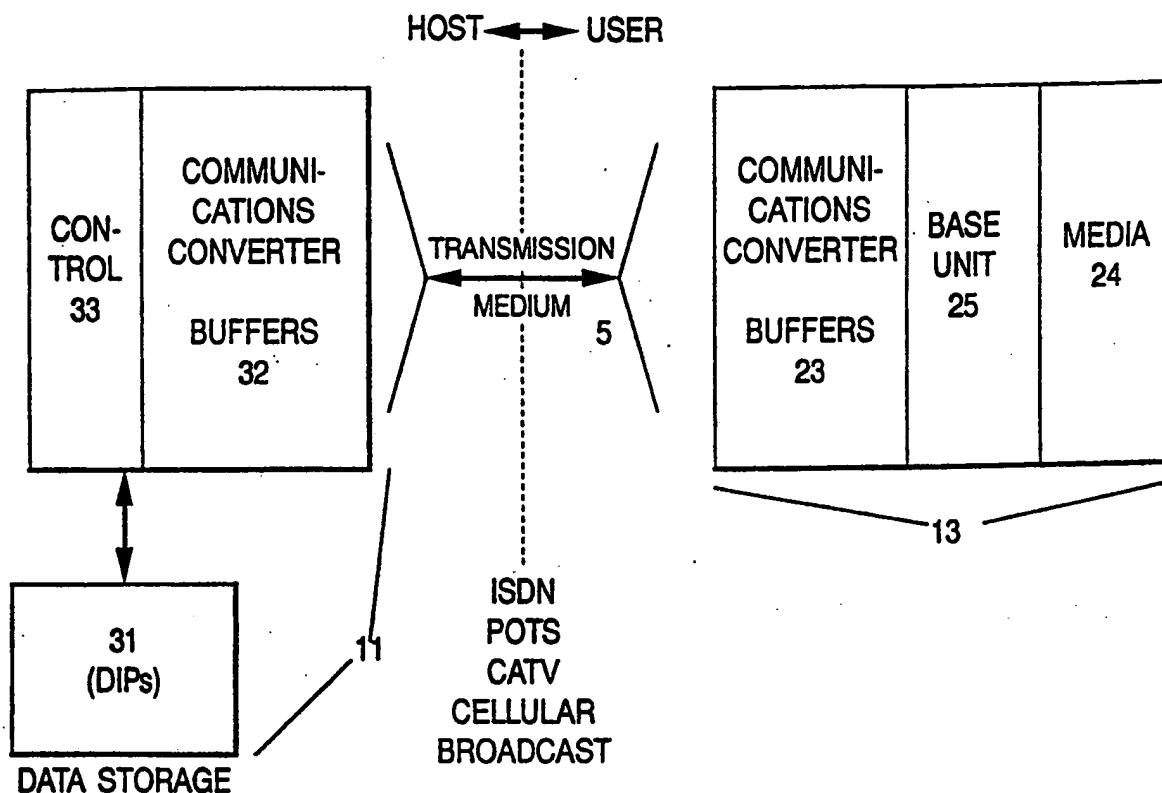 HOST USER
CON-
TROL
33
COMMUNI-
CATIONS
CONVERTER
BUFFERS
32
TRANSMISSION
MEDIUM
5
COMMUNI-
CATIONS
CONVERTER
BUFFERS
23
BASE
UNIT
25
MEDIA
24
13
31
(DIPs)
DATA STORAGE
11
ISDN
POTS
CATV
CELLULAR
BROADCAST